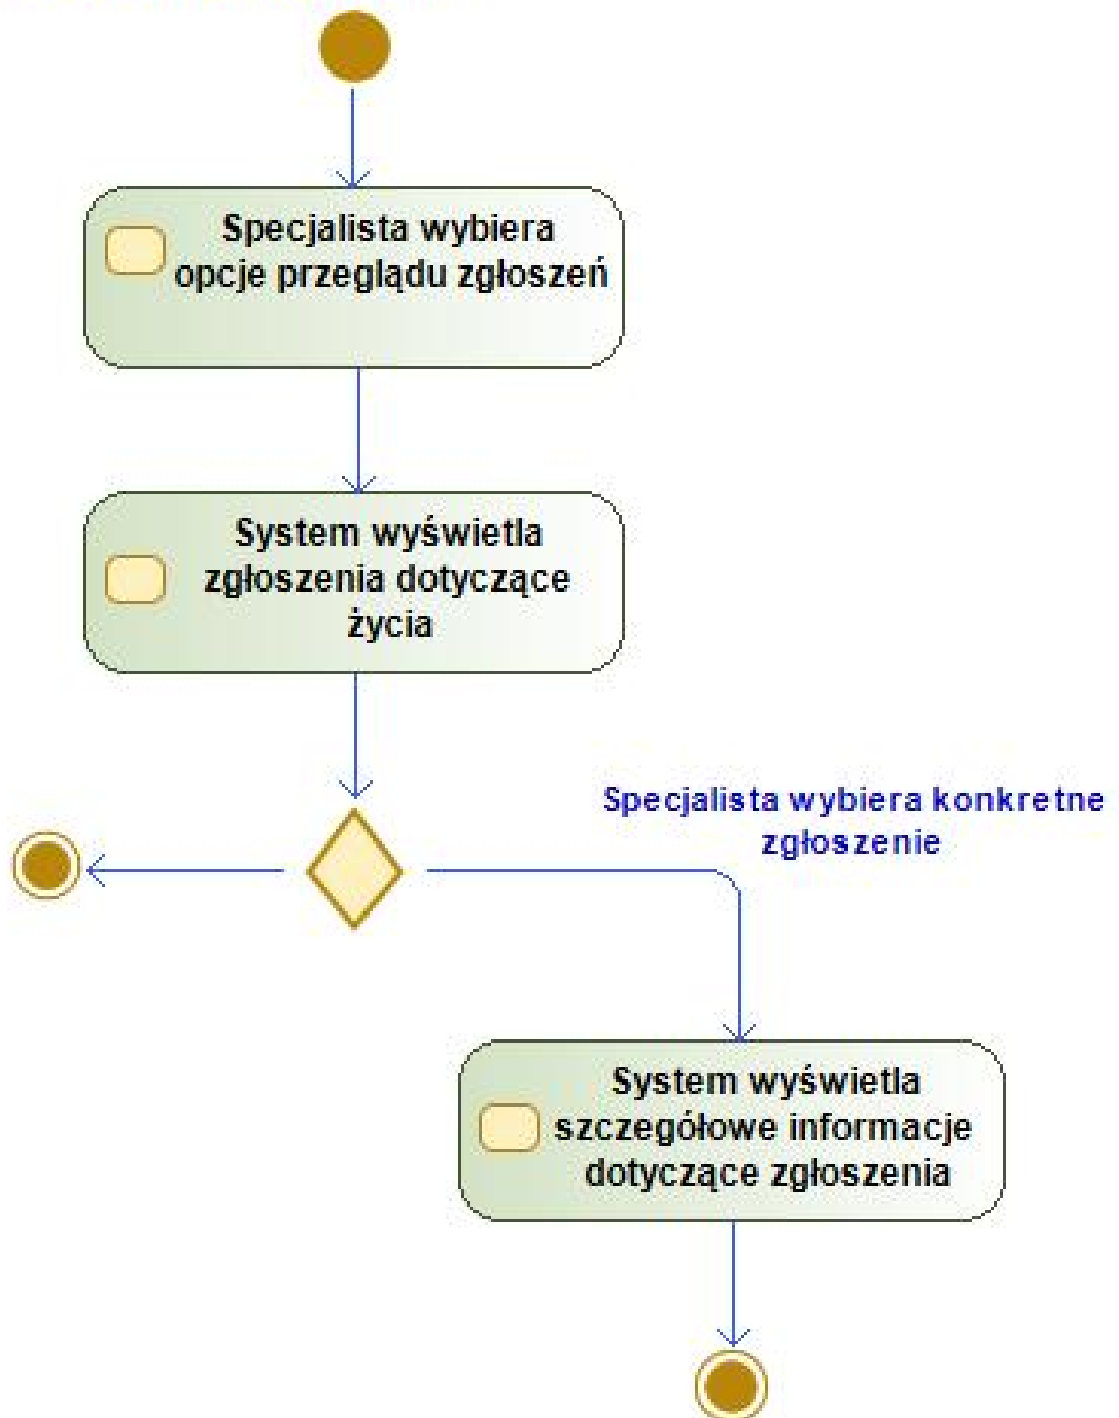 Specjalista wybiera
opcje przeglądu zgłoszeń
System wyświetla
zgłoszenia dotyczące
życia
Specjalista wybiera konkretne
zgłoszenie
System wyświetla
szczegółowe informacje
dotyczące zgłoszenia